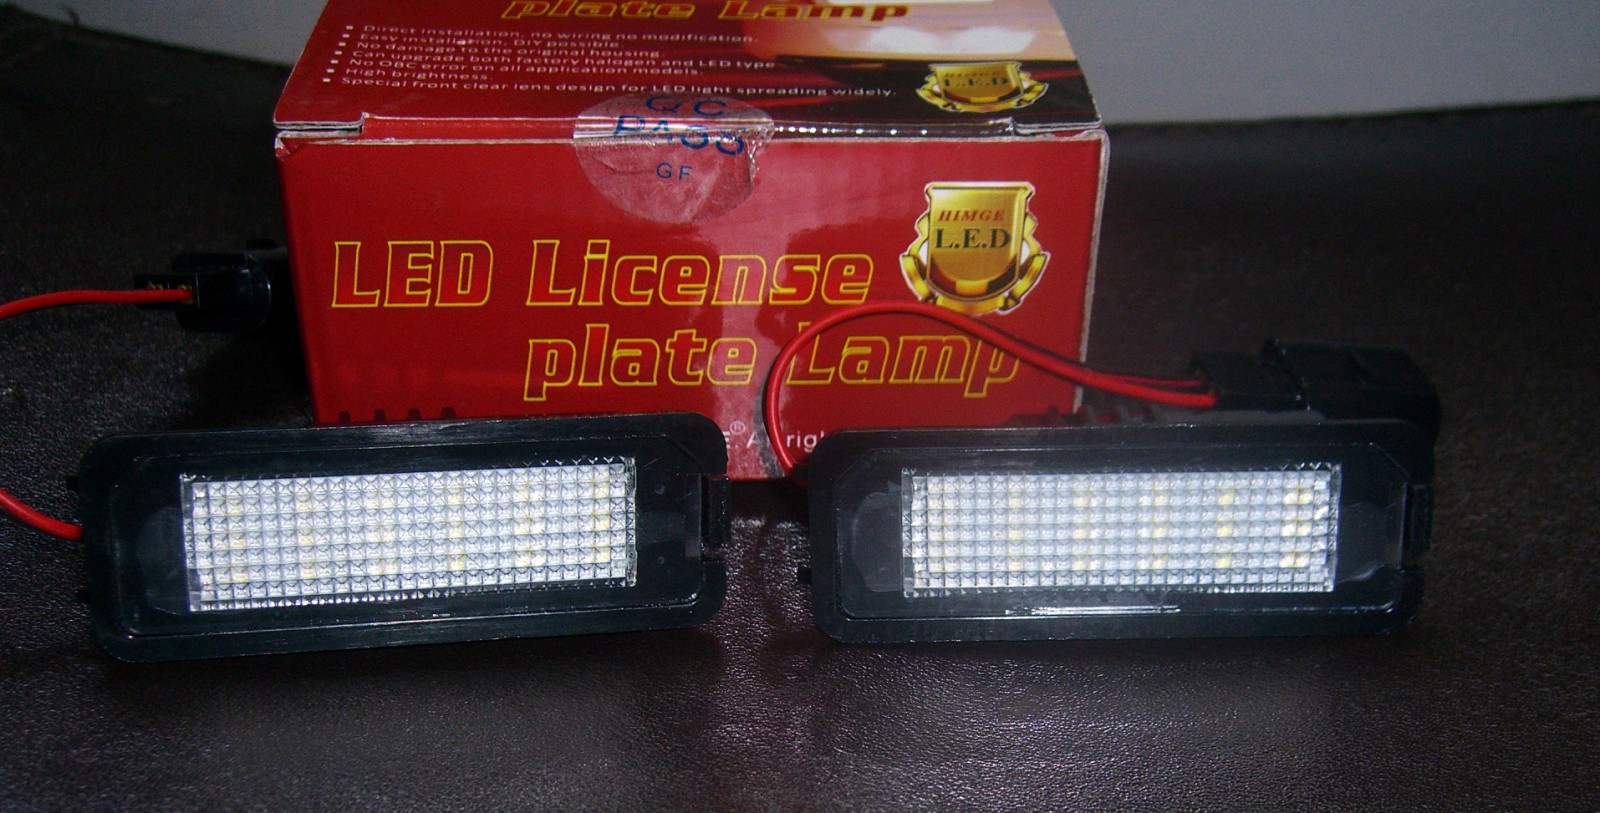 plate Lamp
Direct installation, no wiring no modification.
Easy installation, DIY possible.
No damage to the original housing.
Can upgrade both factory halogen and LED type
No OBC error on all application models.
High brightness.
Special front clear lens design for LED light spreading widely.
HIMGE
L.E.D
QC
PASS
GF
HIMGE
L.E.D
LED License
plate Lamp
E® A righ